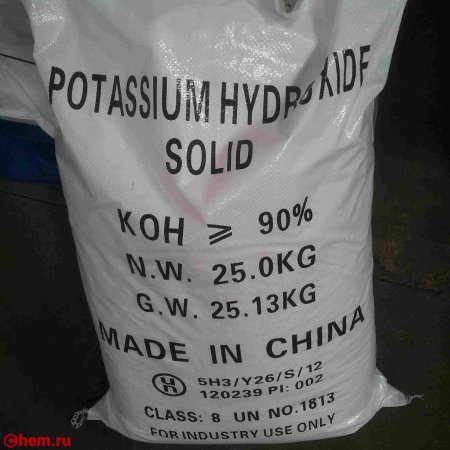 POTASSIUM HYDROXIDE
SOLID
KOH ⩾ 90%
N.W. 25.0KG
G.W. 25.13KG
MADE IN CHINA
un 5H3/Y26/S/12
120239 PI: 002
CLASS: 8 UN NO.1813
FOR INDUSTRY USE ONLY
Chem.ru